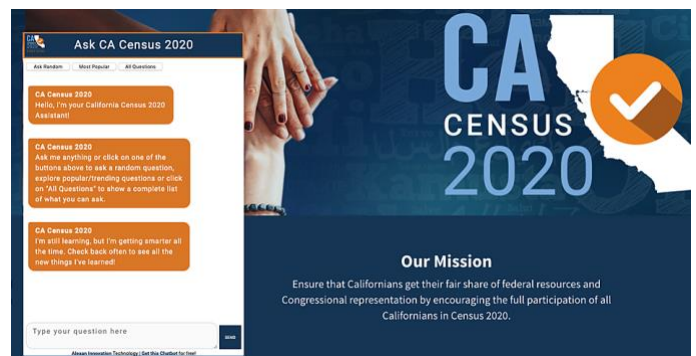 Ask CA Census 2020
Ask Random
Most Popular
All Questions
CA Census 2020
Hello, I'm your California Census 2020
Assistant!
CA Census 2020
Ask me anything or click on one of the
buttons above to ask a random question,
explore popular/trending questions or click
on "All Questions" to show a complete list
of what you can ask.
CA Census 2020
I'm still learning, but I'm getting smarter all
the time. Check back often to see all the
new things I've learned!
Type your question here
SEND
Alexan Innovation Technology | Get this Chatbot for free!
CA
CENSUS
2020
Our Mission
Ensure that Californians get their fair share of federal resources and
Congressional representation by encouraging the full participation of all
Californians in Census 2020.